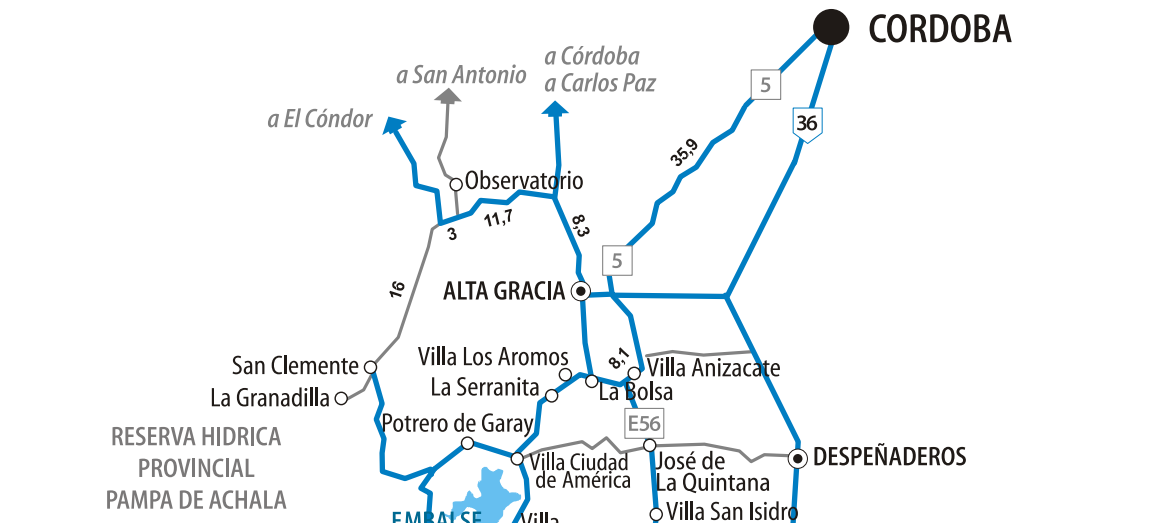 CORDOBA
a Córdoba
a Carlos Paz
a San Antonio
a El Cóndor
5
36
35,9
Observatorio
11,7
8,3
3
5
16
ALTA GRACIA
8,1
Villa Los Aromos
San Clemente
Villa Anizacate
La Serranita
La Bolsa
La Granadilla
Potrero de Garay
E56
RESERVA HIDRICA
PROVINCIAL
PAMPA DE ACHALA
Villa Ciudad
de América
José de
La Quintana
DESPEÑADEROS
Villa San Isidro
EMBALSE
Villa